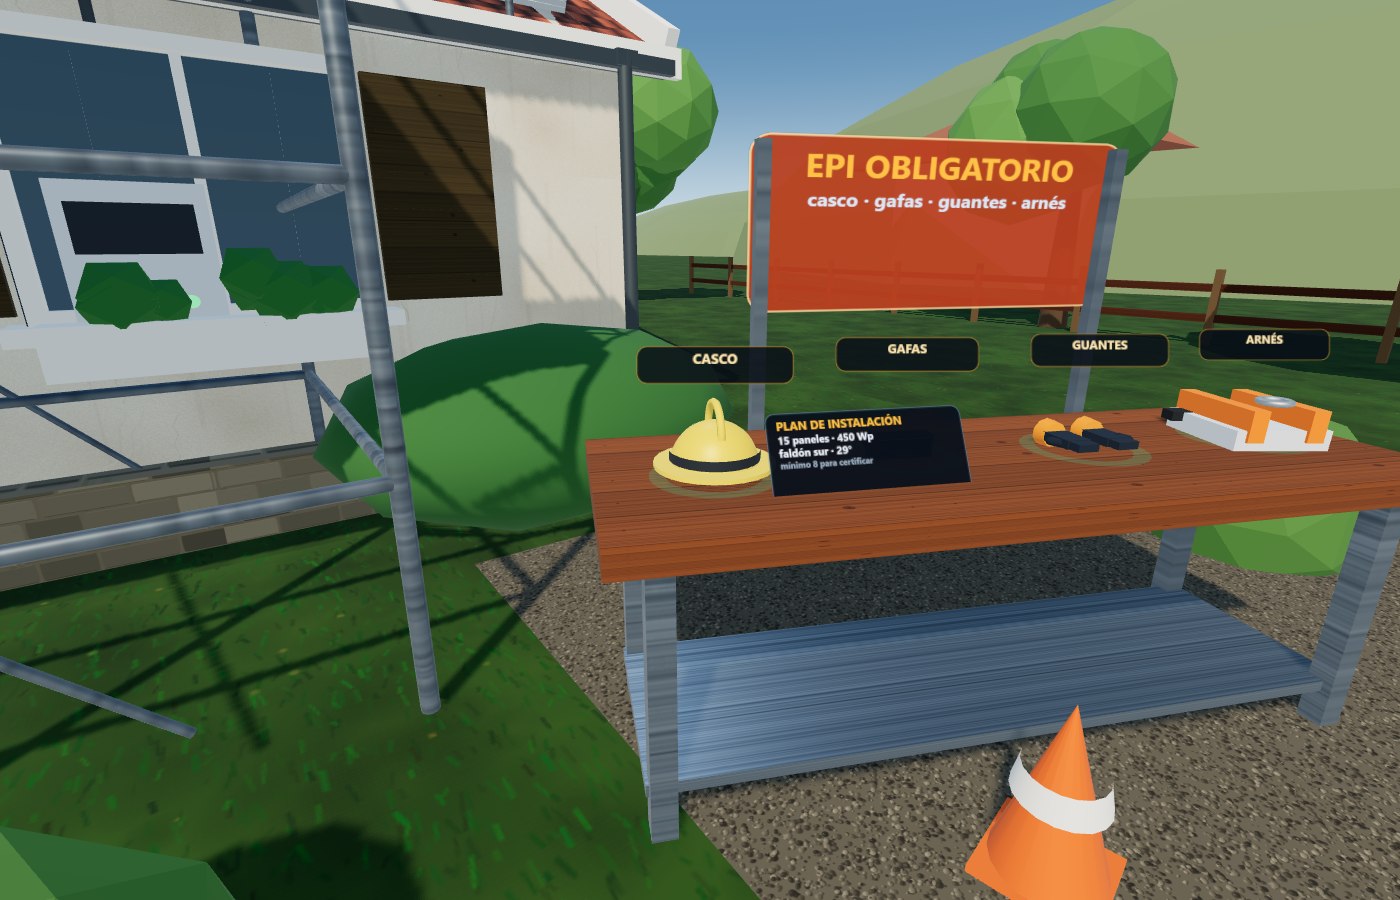 EPI OBLIGATORIO
casco · gafas · guantes · arnés
CASCO
GAFAS
GUANTES
ARNÉS
PLAN DE INSTALACIÓN
15 paneles · 450 Wp
faldón sur · 29°
mínimo 8 para certificar